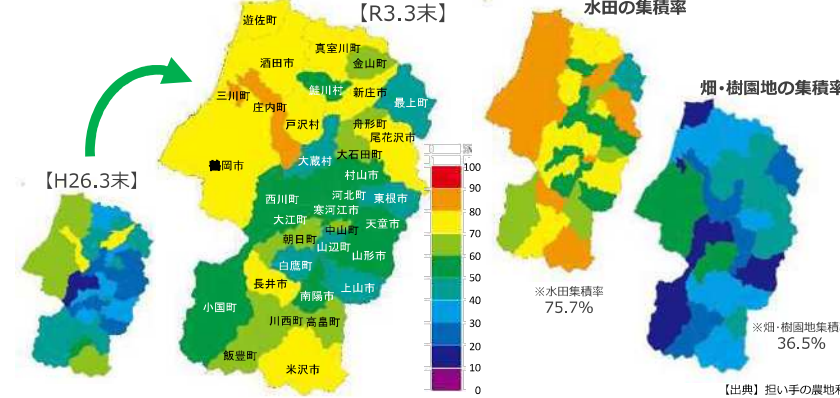 【R3.3末】
水田の集積率
遊佐町
真室川町
酒田市
金山町
鮭川村
新庄市
最上町
三川町
庄内町
戸沢村
舟形町
尾花沢市
大石田町
大蔵村
鶴岡市
村山市
【H26.3末】
西川町
河北町
東根市
寒河江市
大江町
天童市
中山町
朝日町
山辺町
山形市
白鷹町
長井市
上山市
小国町
南陽市
川西町
高畠町
飯豊町
米沢市
100
90
80
70
60
50
40
30
20
10
0
畑・樹園地の集積率
※水田集積率
75.7%
※畑・樹園地集積
36.5%
【出典】担い手の農地利